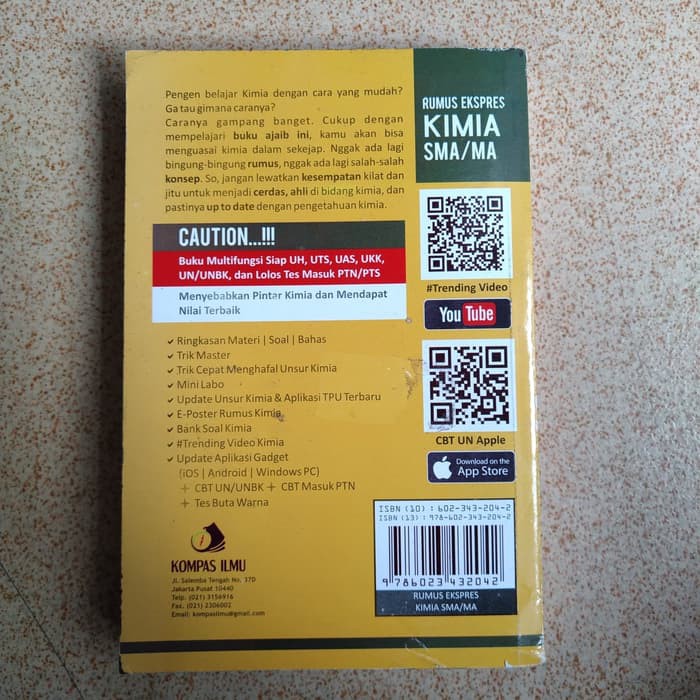 Pengen belajar Kimia dengan cara yang mudah?
Ga tau gimana caranya?
Caranya gampang banget. Cukup dengan
mempelajari buku ajaib ini, kamu akan bisa
menguasai kimia dalam sekejap. Nggak ada lagi
bingung-bingung rumus, nggak ada lagi salah-salah
konsep. So, jangan lewatkan kesempatan kilat dan
jitu untuk menjadi cerdas, ahli di bidang kimia, dan
pastinya up to date dengan pengetahuan kimia.
CAUTION...!!!
Buku Multifungsi Siap UH, UTS, UAS, UKK,
UN/UNBK, dan Lolos Tes Masuk PTN/PTS
Menyebabkan Pintar Kimia dan Mendapat
Nilai Terbaik
Ringkasan Materi | Soal | Bahas
Trik Master
Trik Cepat Menghafal Unsur Kimia
Mini Labo
Update Unsur Kimia & Aplikasi TPU Terbaru
E-Poster Rumus Kimia
Bank Soal Kimia
#Trending Video Kimia
Update Aplikasi Gadget
(iOS | Android | Windows PC)
+ CBT UN/UNBK + CBT Masuk PTN
+ Tes Buta Warna
KOMPAS ILMU
JL. Salemba Tengah No. 37D
Jakarta Pusat 10440
Telp. (021) 3156916
Fax. (021) 2306002
Email: kompasilmu@gmail.com
RUMUS EKSPRES
KIMIA
SMA/MA
#Trending Video
YouTube
CBT UN Apple
Download on the
App Store
ISBN (10) : 602-343-204-2
ISBN (13) : 978-602-343-204-2
9 786023 432042
RUMUS EKSPRES
KIMIA SMA/MA